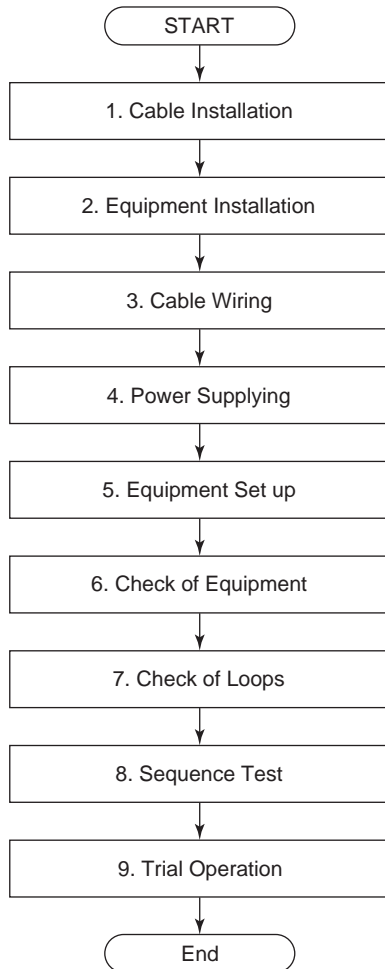 START
1. Cable Installation
2. Equipment Installation
3. Cable Wiring
4. Power Supplying
5. Equipment Set up
6. Check of Equipment
7. Check of Loops
8. Sequence Test
9. Trial Operation
End